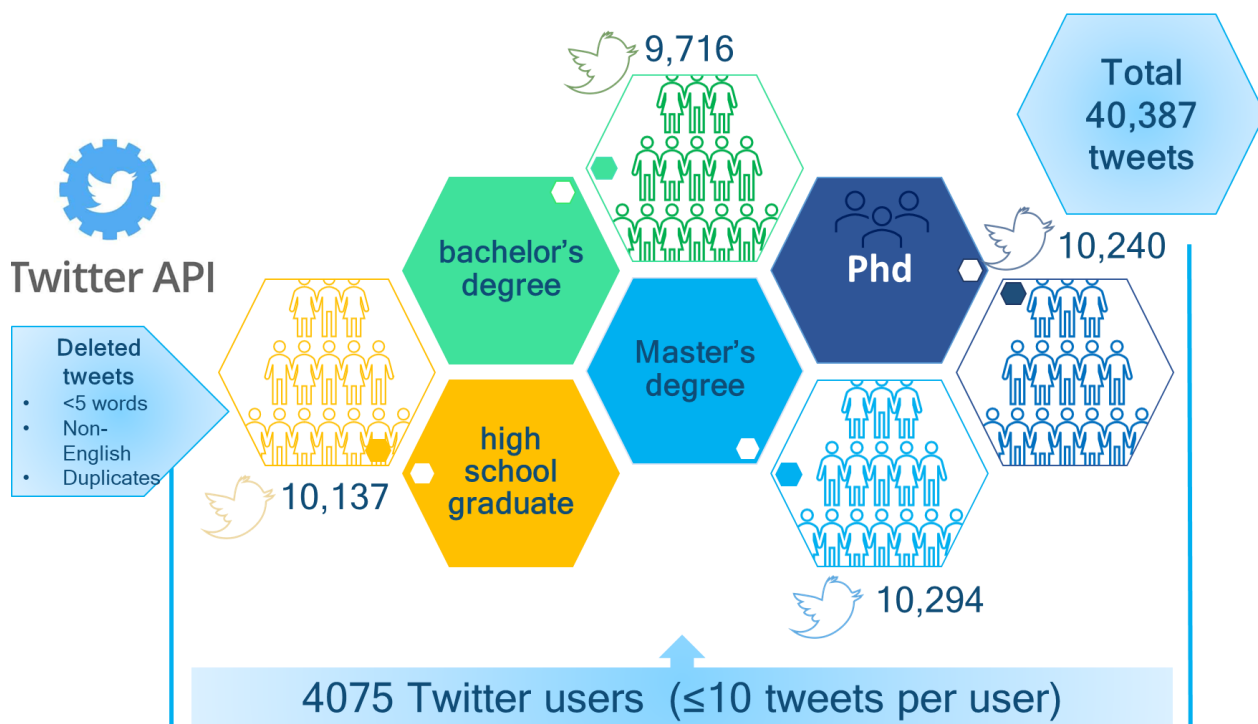 9,716
Total
40,387
tweets
Twitter API
bachelor's
degree
Phd
10,240
Deleted
tweets
• <5 words
• Non-
English
• Duplicates
Master's
degree
high
school
graduate
10,137
10,294
4075 Twitter users (≤10 tweets per user)